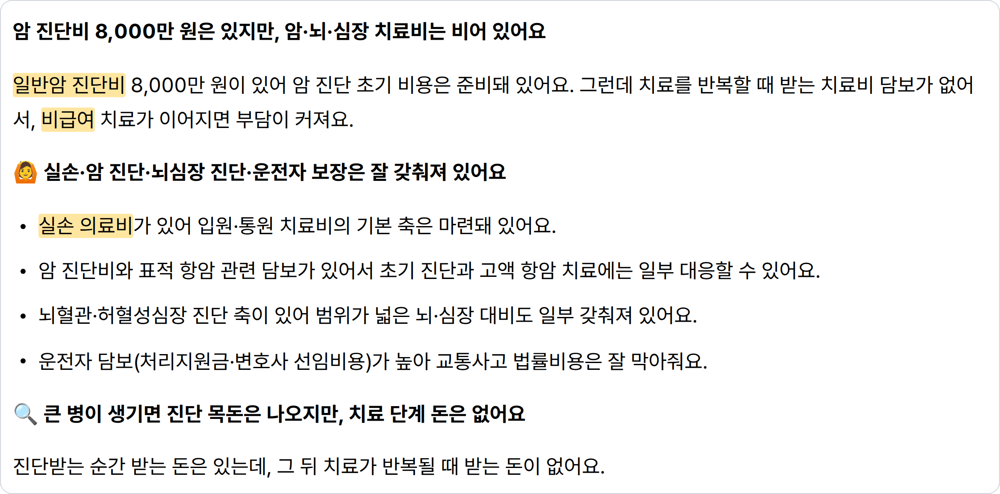 암 진단비 8,000만 원은 있지만, 암·뇌·심장 치료비는 비어 있어요
일반암 진단비 8,000만 원이 있어 암 진단 초기 비용은 준비돼 있어요. 그런데 치료를 반복할 때 받는 치료비 담보가 없어
서, 비급여 치료가 이어지면 부담이 커져요.
🙆 실손·암 진단·뇌심장 진단·운전자 보장은 잘 갖춰져 있어요
• 실손 의료비가 있어 입원·통원 치료비의 기본 축은 마련돼 있어요.
• 암 진단비와 표적 항암 관련 담보가 있어서 초기 진단과 고액 항암 치료에는 일부 대응할 수 있어요.
• 뇌혈관·허혈성심장 진단 축이 있어 범위가 넓은 뇌·심장 대비도 일부 갖춰져 있어요.
• 운전자 담보(처리지원금·변호사 선임비용)가 높아 교통사고 법률비용은 잘 막아줘요.
🔍 큰 병이 생기면 진단 목돈은 나오지만, 치료 단계 돈은 없어요
진단받는 순간 받는 돈은 있는데, 그 뒤 치료가 반복될 때 받는 돈이 없어요.